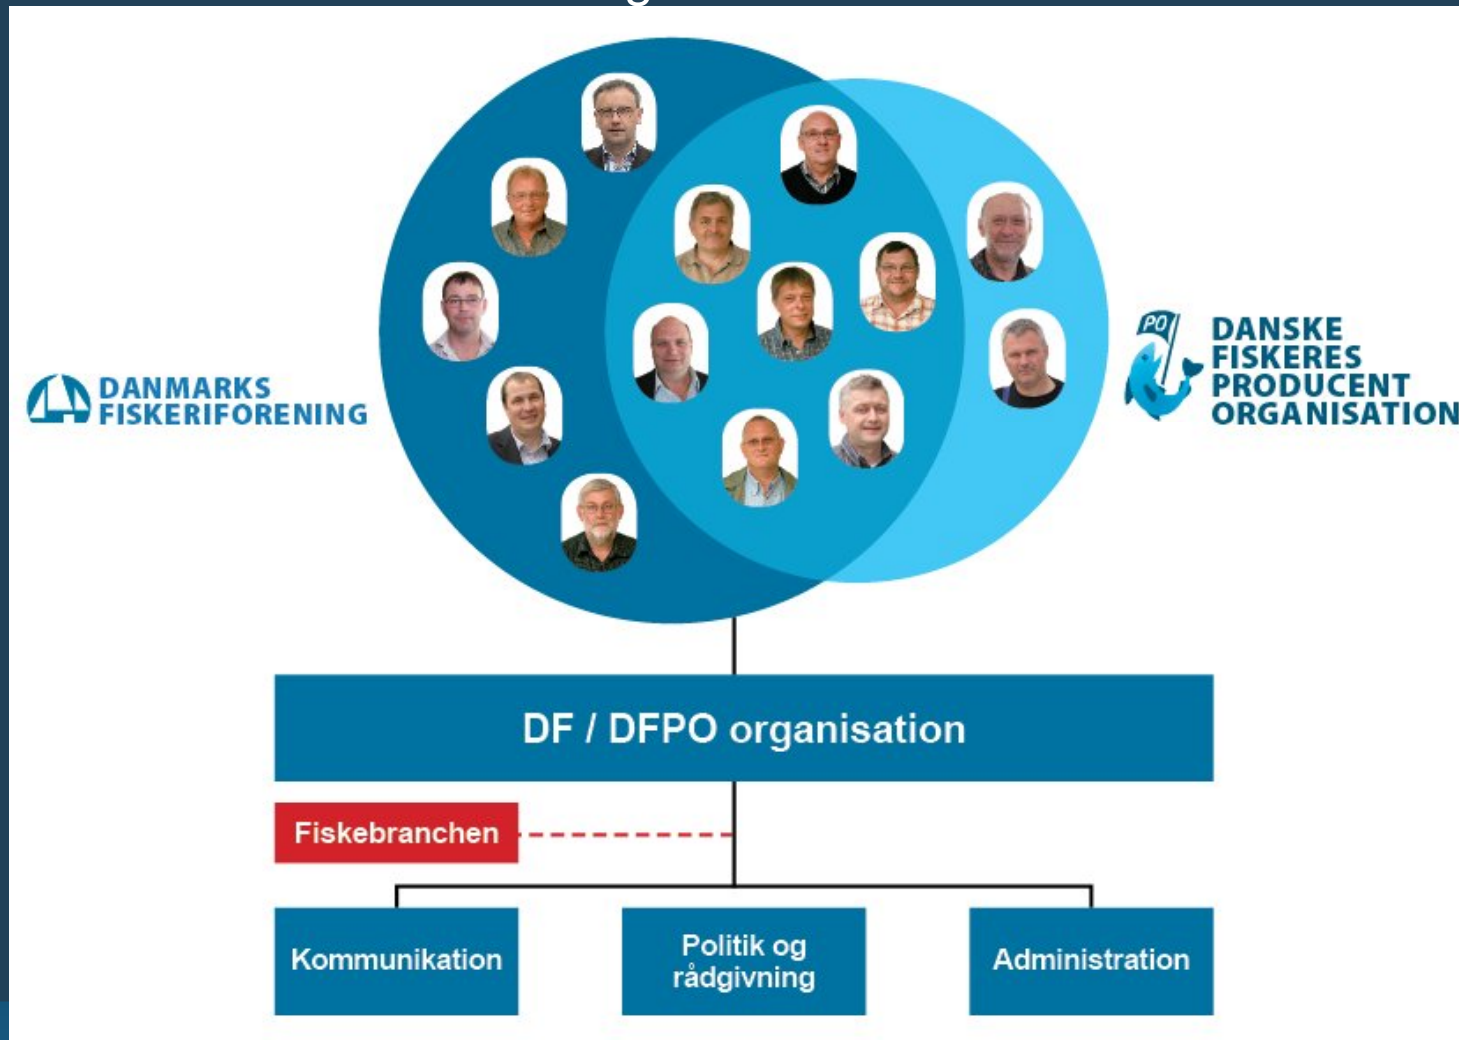 DANMARKS
FISKERIFORENING
PO
DANSKE
FISKERES
PRODUCENT
ORGANISATION
DF / DFPO organisation
Fiskebranchen
Kommunikation
Politik og
rådgivning
Administration